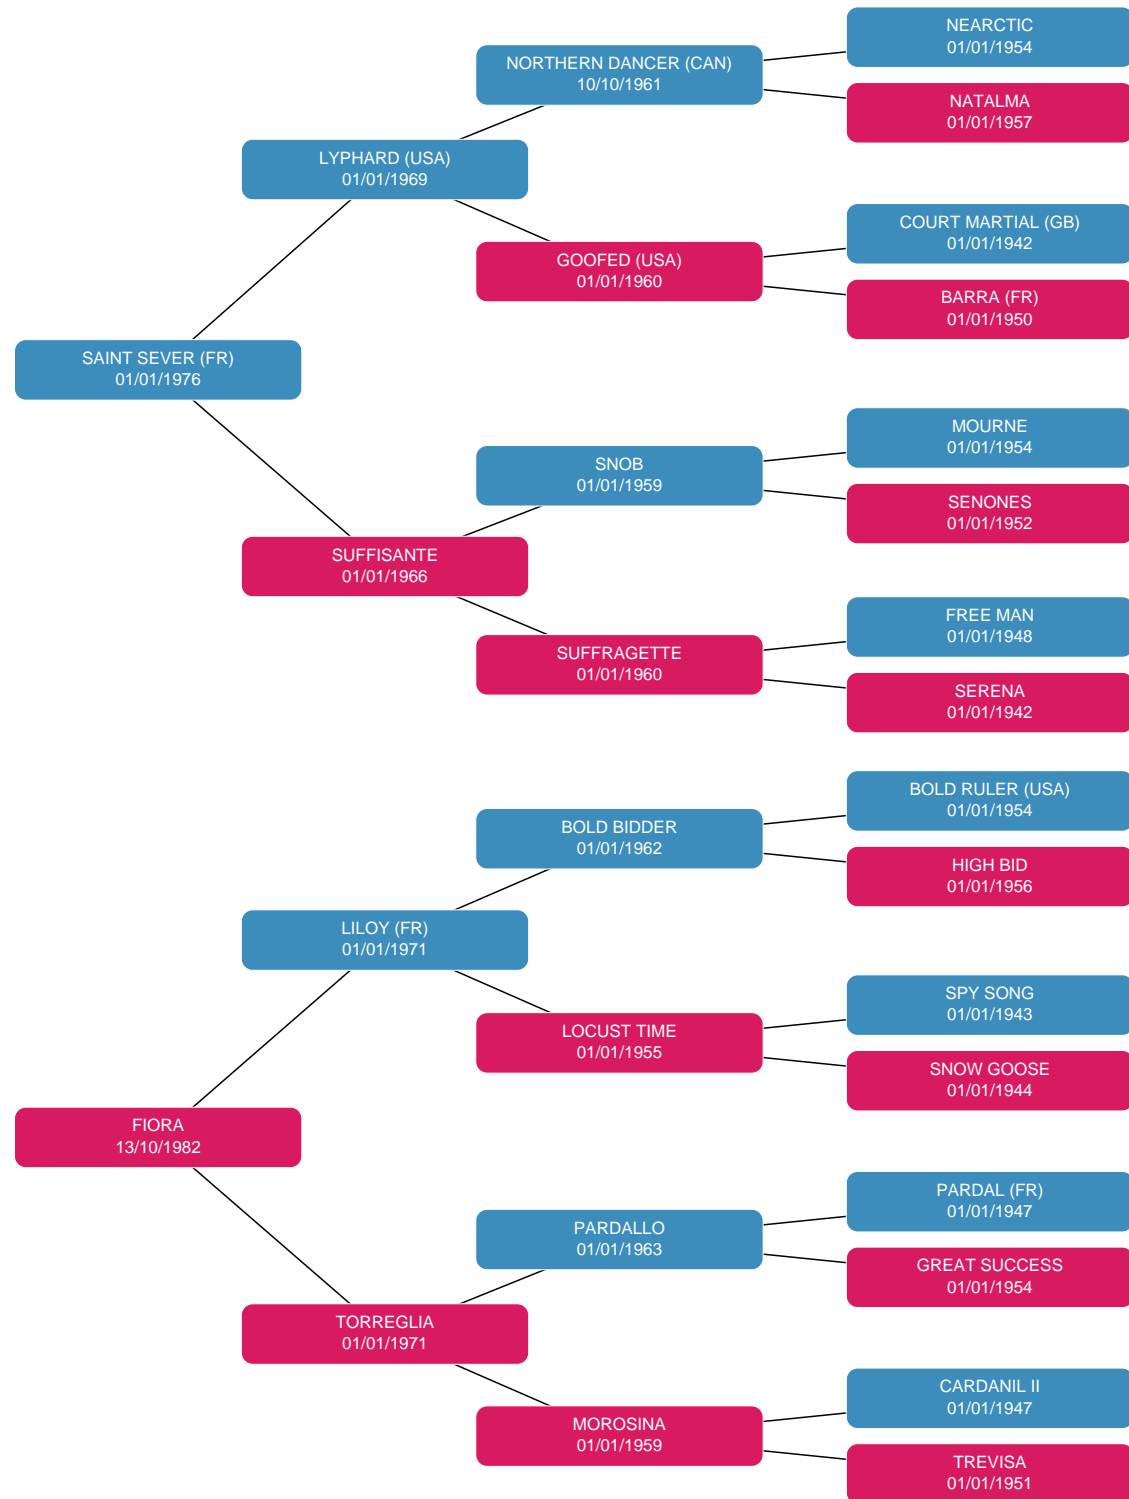 NEARCTIC
01/01/1954
NORTHERN DANCER (CAN)
10/10/1961
NATALMA
01/01/1957
LYPHARD (USA)
01/01/1969
COURT MARTIAL (GB)
01/01/1942
GOOFED (USA)
01/01/1960
BARRA (FR)
01/01/1950
SAINT SEVER (FR)
01/01/1976
MOURNE
01/01/1954
SNOB
01/01/1959
SENONES
01/01/1952
SUFFISANTE
01/01/1966
FREE MAN
01/01/1948
SUFFRAGETTE
01/01/1960
SERENA
01/01/1942
BOLD RULER (USA)
01/01/1954
BOLD BIDDER
01/01/1962
HIGH BID
01/01/1956
LILOY (FR)
01/01/1971
SPY SONG
01/01/1943
LOCUST TIME
01/01/1955
SNOW GOOSE
01/01/1944
FIORA
13/10/1982
PARDAL (FR)
01/01/1947
PARDALLO
01/01/1963
GREAT SUCCESS
01/01/1954
TORREGLIA
01/01/1971
CARDANIL II
01/01/1947
MOROSINA
01/01/1959
TREVISA
01/01/1951